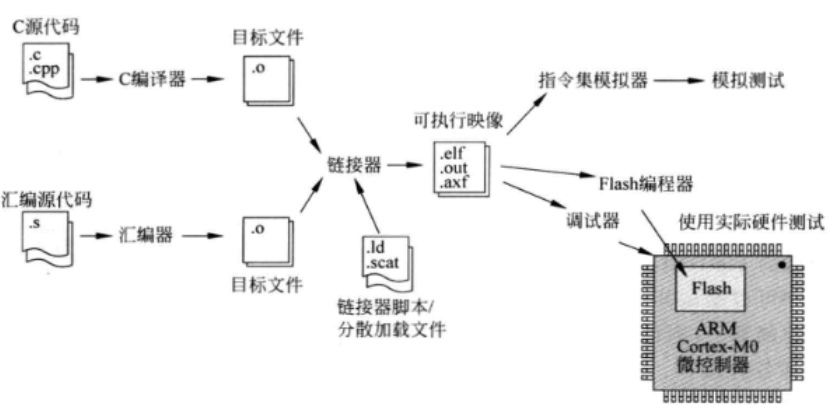 C源代码
.c
.cpp
C编译器
目标文件
.o
汇编源代码
.s
汇编器
.o
目标文件
链接器
.ld
.scat
链接器脚本/
分散加载文件
可执行映像
.elf
.out
.axf
指令集模拟器
模拟测试
Flash编程器
调试器
使用实际硬件测试
Flash
ARM
Cortex-M0
微控制器